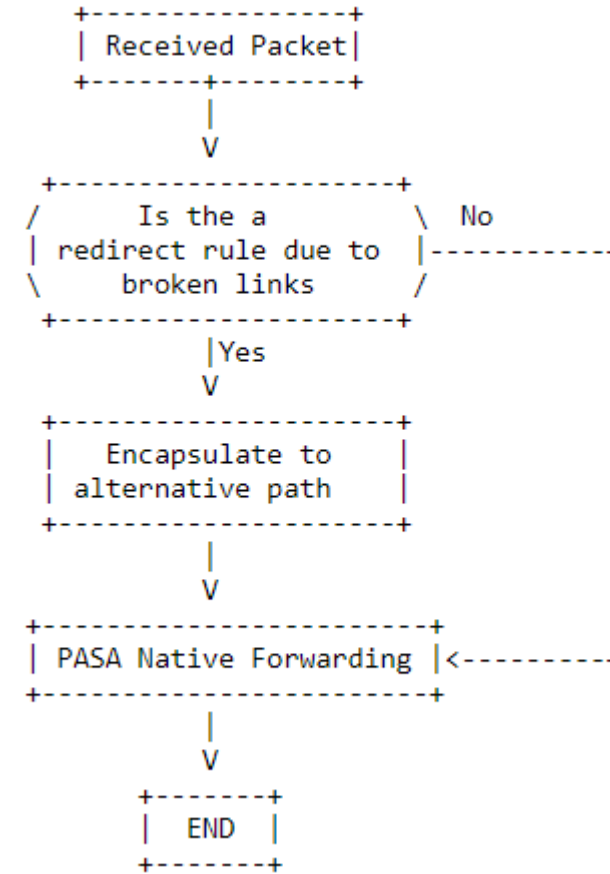 Received Packet
Is the a
No
redirect rule due to
broken links
Yes
Encapsulate to
alternative path
PASA Native Forwarding
END